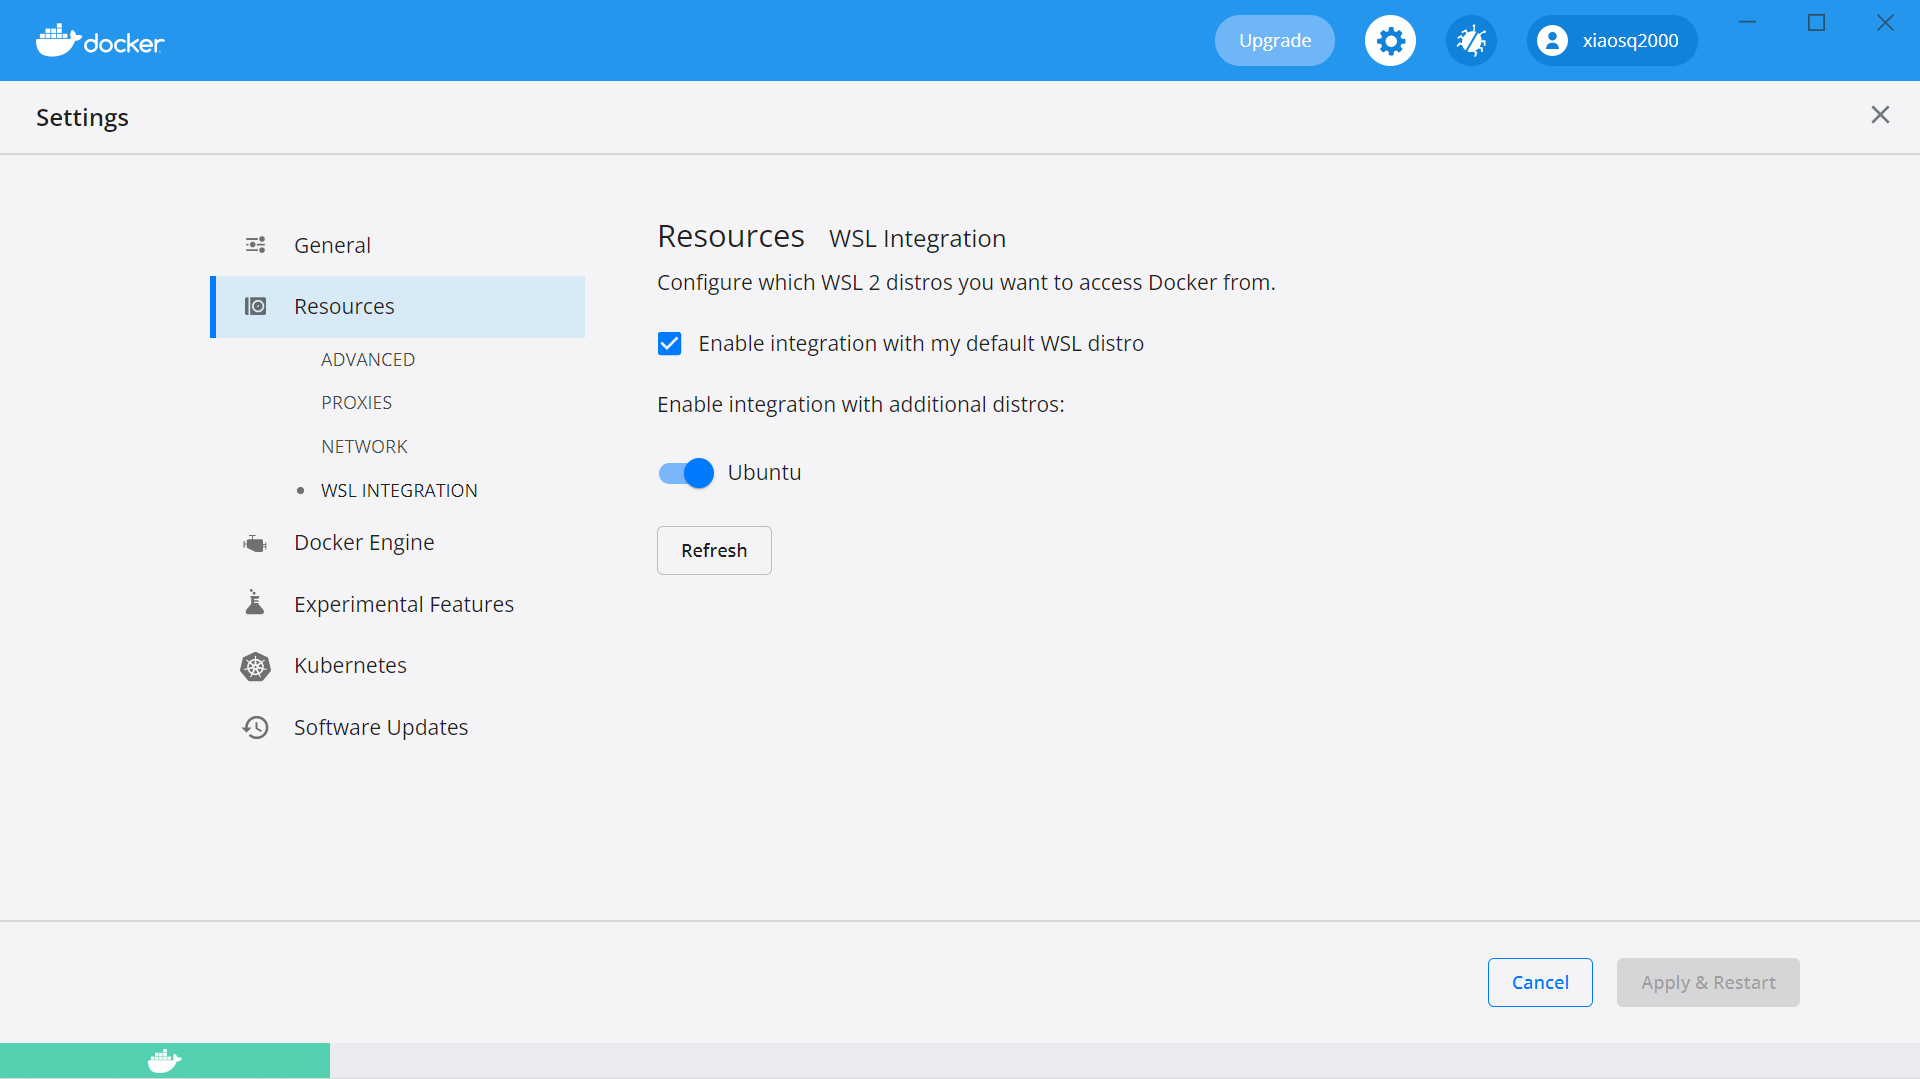 docker
Upgrade
xiaosq2000
Settings
General
Resources
ADVANCED
PROXIES
NETWORK
WSL INTEGRATION
Docker Engine
Experimental Features
Kubernetes
Software Updates
Resources WSL Integration
Configure which WSL 2 distros you want to access Docker from.
Enable integration with my default WSL distro
Enable integration with additional distros:
Ubuntu
Refresh
Cancel
Apply & Restart